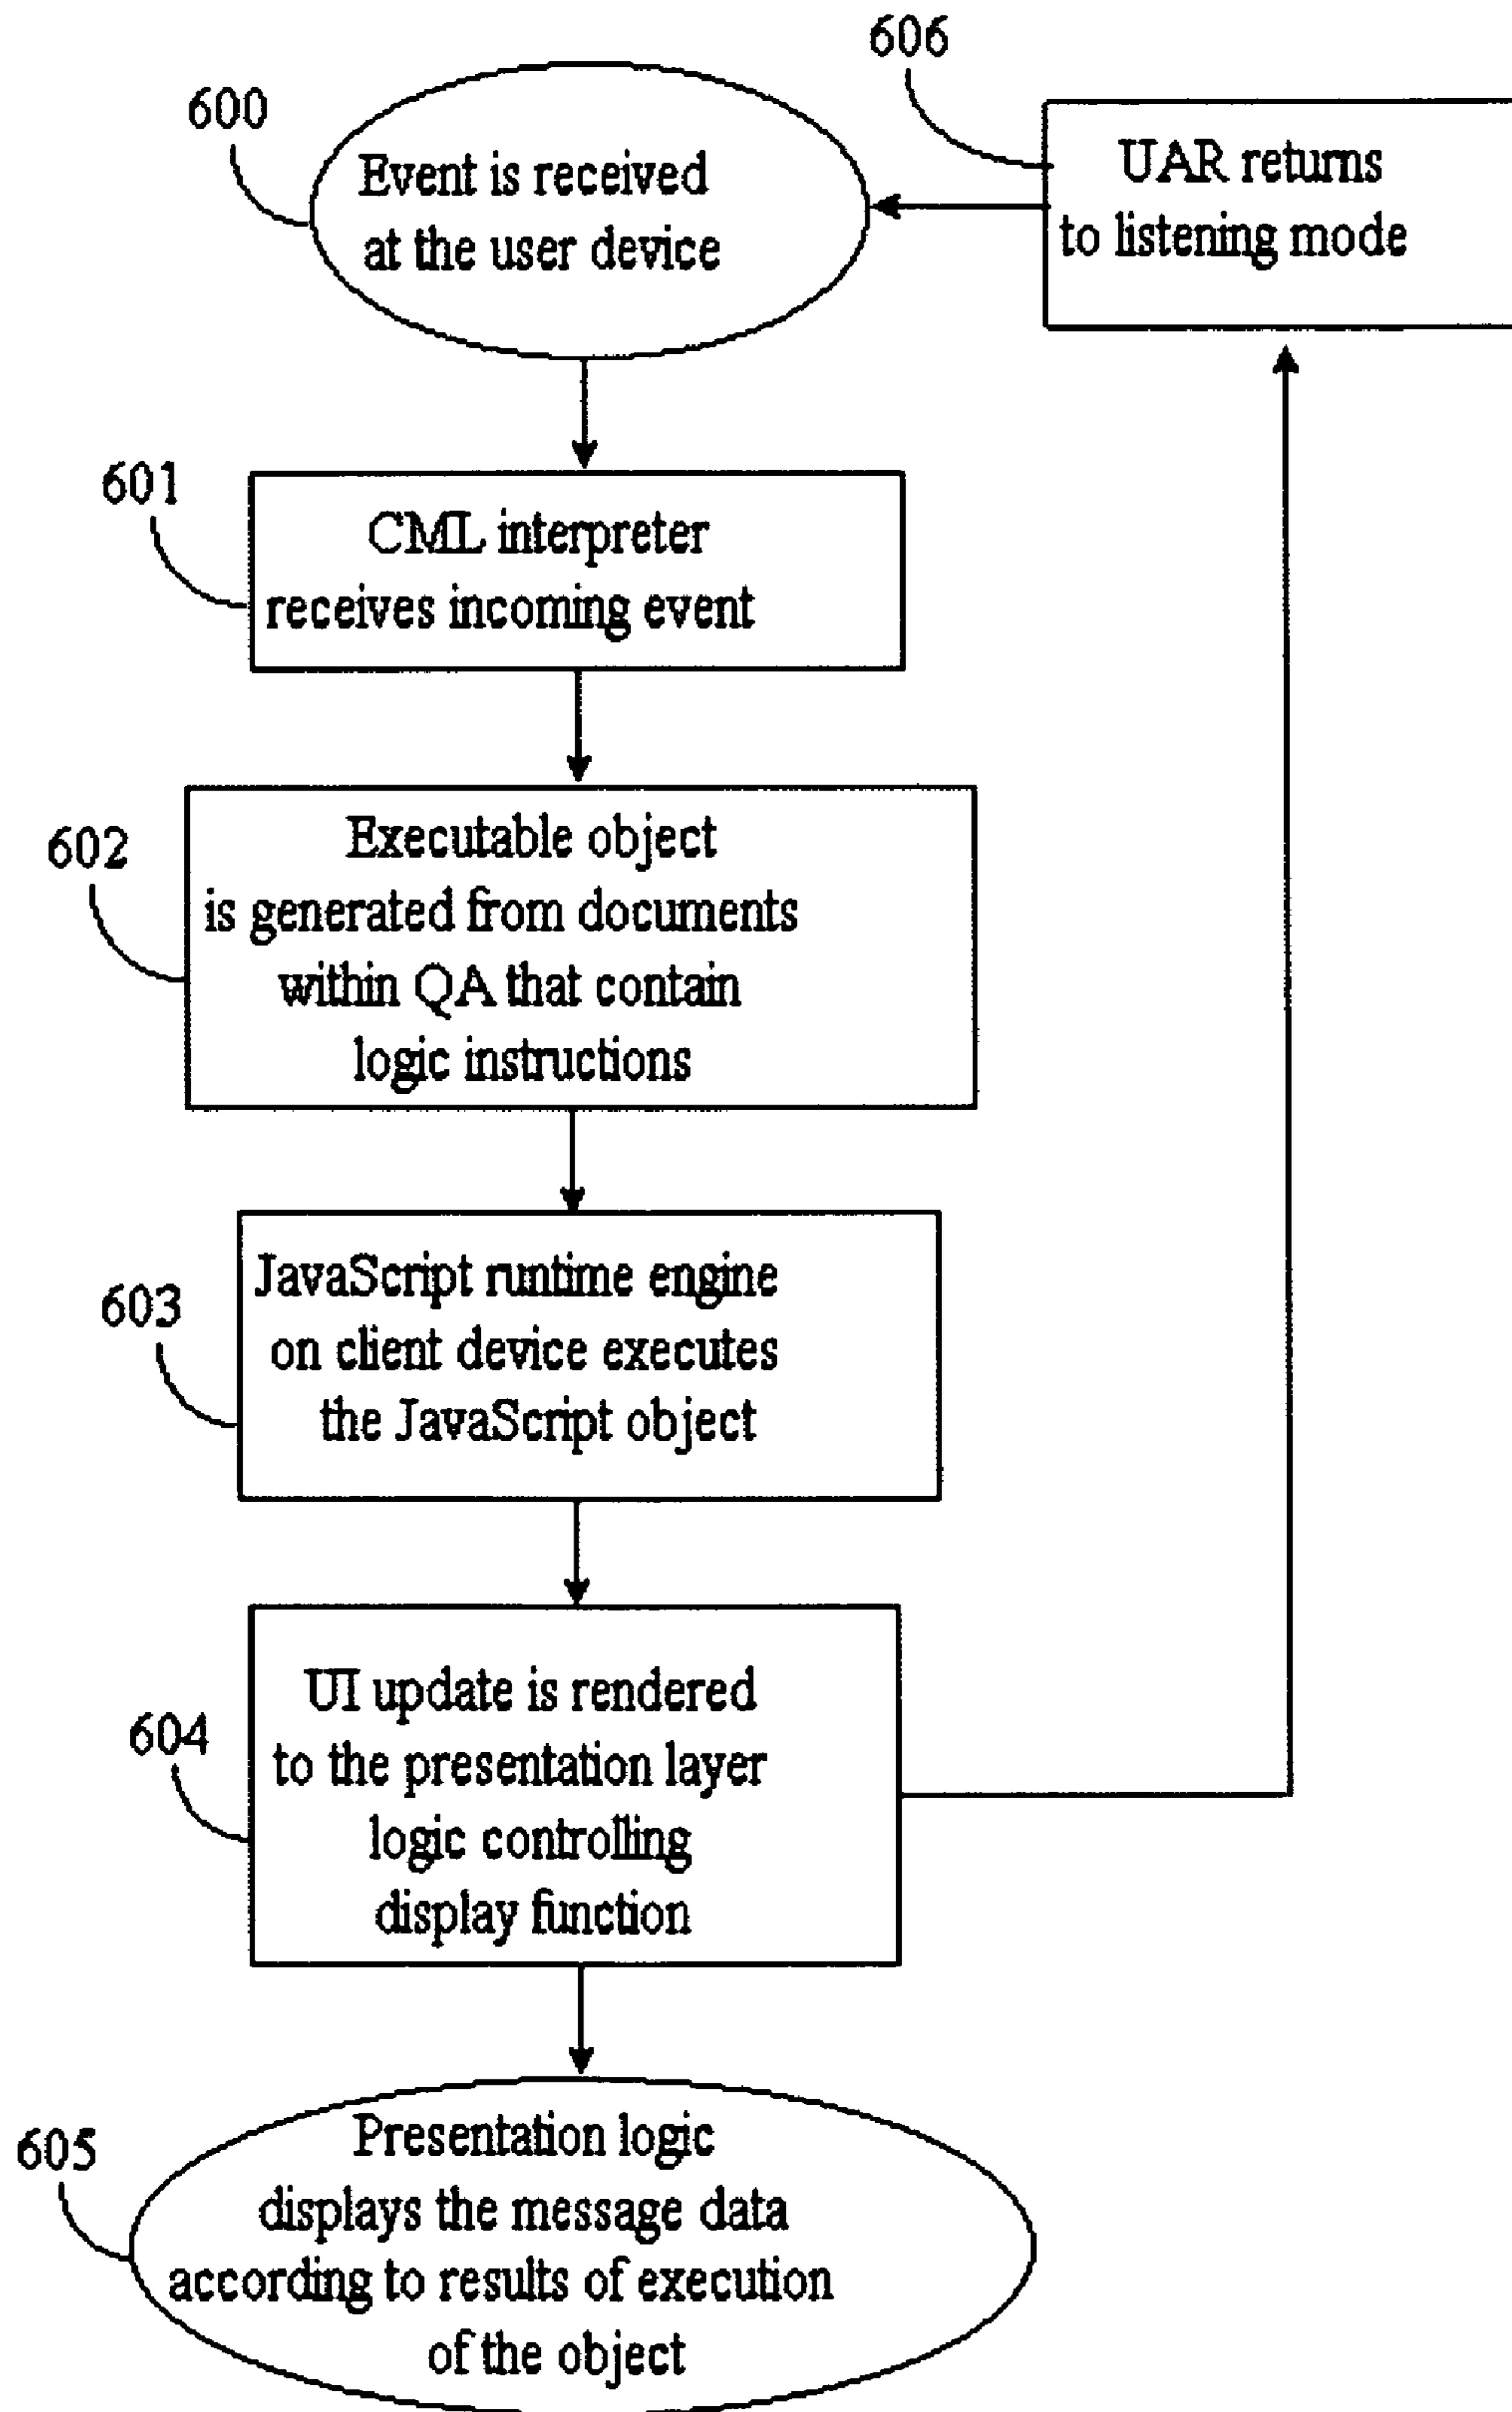 606
600
Event is received
at the user device
UAR returns
to listening mode
601
CML interpreter
receives incoming event
602
Executable object
is generated from documents
within QA that contain
logic instructions
603
JavaScript runtime engine
on client device executes
the JavaScript object
604
UI update is rendered
to the presentation layer
logic controlling
display function
605
Presentation logic
displays the message data
according to results of execution
of the object